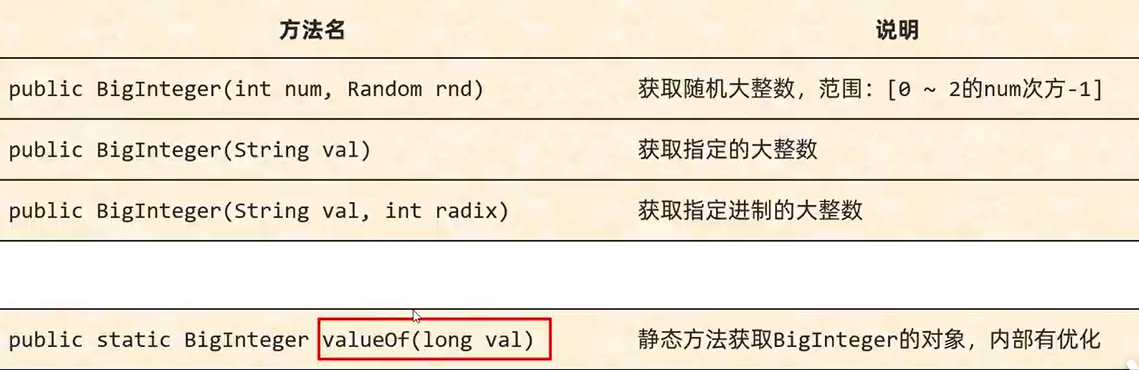 方法名 说明
public BigInteger(int num, Random rnd) 获取随机大整数，范围：[0 ~ 2的num次方-1]
public BigInteger(String val) 获取指定的大整数
public BigInteger(String val, int radix) 获取指定进制的大整数
public static BigInteger valueOf(long val) 静态方法获取BigInteger的对象，内部有优化